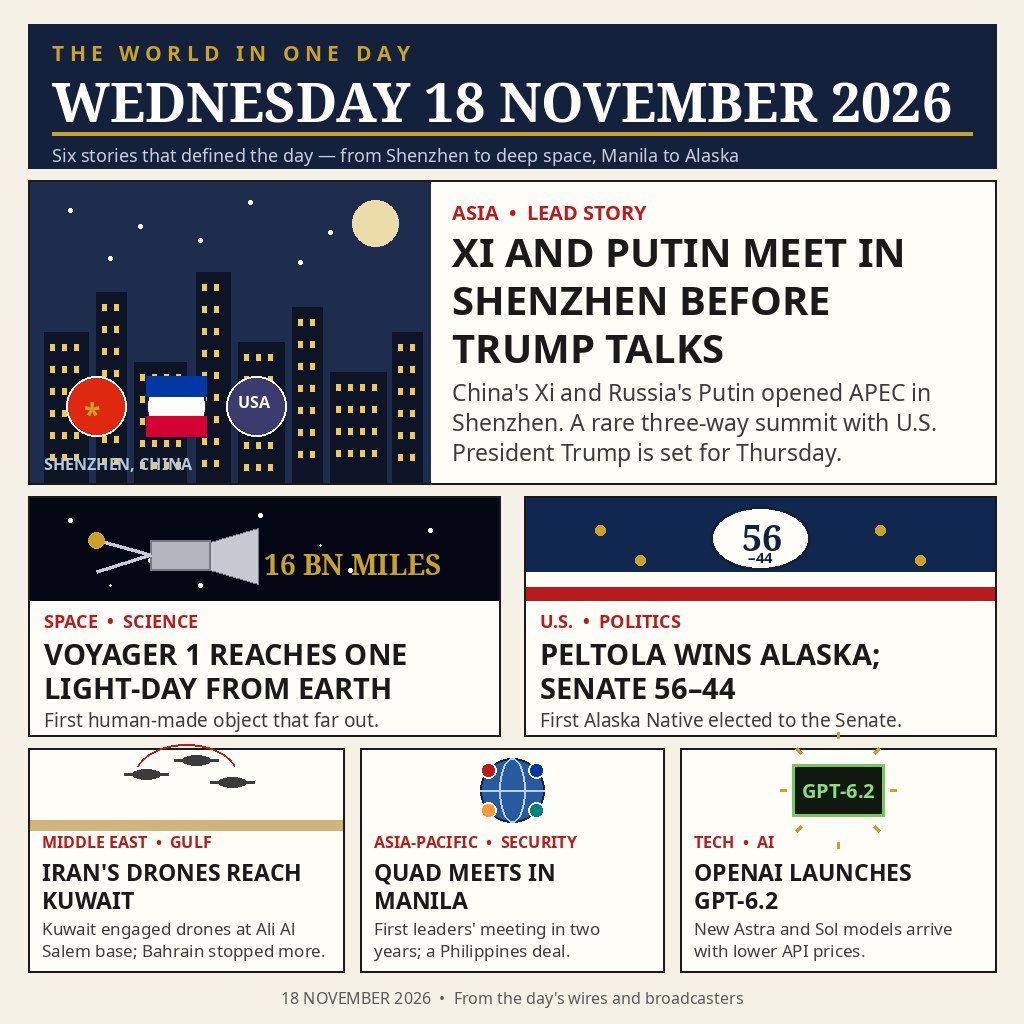 THE WORLD IN ONE DAY
WEDNESDAY 18 NOVEMBER 2026
Six stories that defined the day — from Shenzhen to deep space, Manila to Alaska
USA
SHENZHEN, CHINA
ASIA • LEAD STORY
XI AND PUTIN MEET IN
SHENZHEN BEFORE
TRUMP TALKS
China's Xi and Russia's Putin opened APEC in
Shenzhen. A rare three-way summit with U.S.
President Trump is set for Thursday.
16 BN MILES
SPACE • SCIENCE
VOYAGER 1 REACHES ONE
LIGHT-DAY FROM EARTH
First human-made object that far out.
56
–44
U.S. • POLITICS
PELTOLA WINS ALASKA;
SENATE 56–44
First Alaska Native elected to the Senate.
MIDDLE EAST • GULF
IRAN'S DRONES REACH
KUWAIT
Kuwait engaged drones at Ali Al
Salem base; Bahrain stopped more.
ASIA-PACIFIC • SECURITY
QUAD MEETS IN
MANILA
First leaders' meeting in two
years; a Philippines deal.
GPT-6.2
TECH • AI
OPENAI LAUNCHES
GPT-6.2
New Astra and Sol models arrive
with lower API prices.
18 NOVEMBER 2026 • From the day's wires and broadcasters